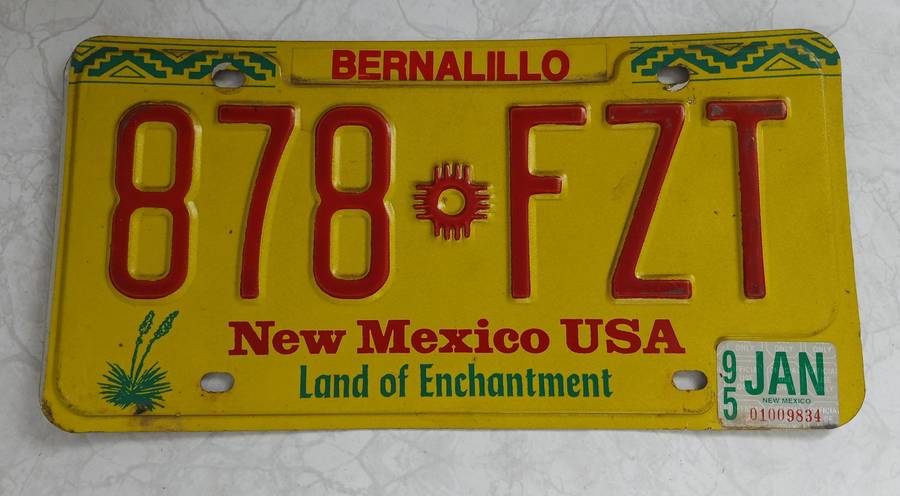 BERNALILLO
878 FZT
New Mexico USA
Land of Enchantment
95 JAN
NEW MEXICO
01009834